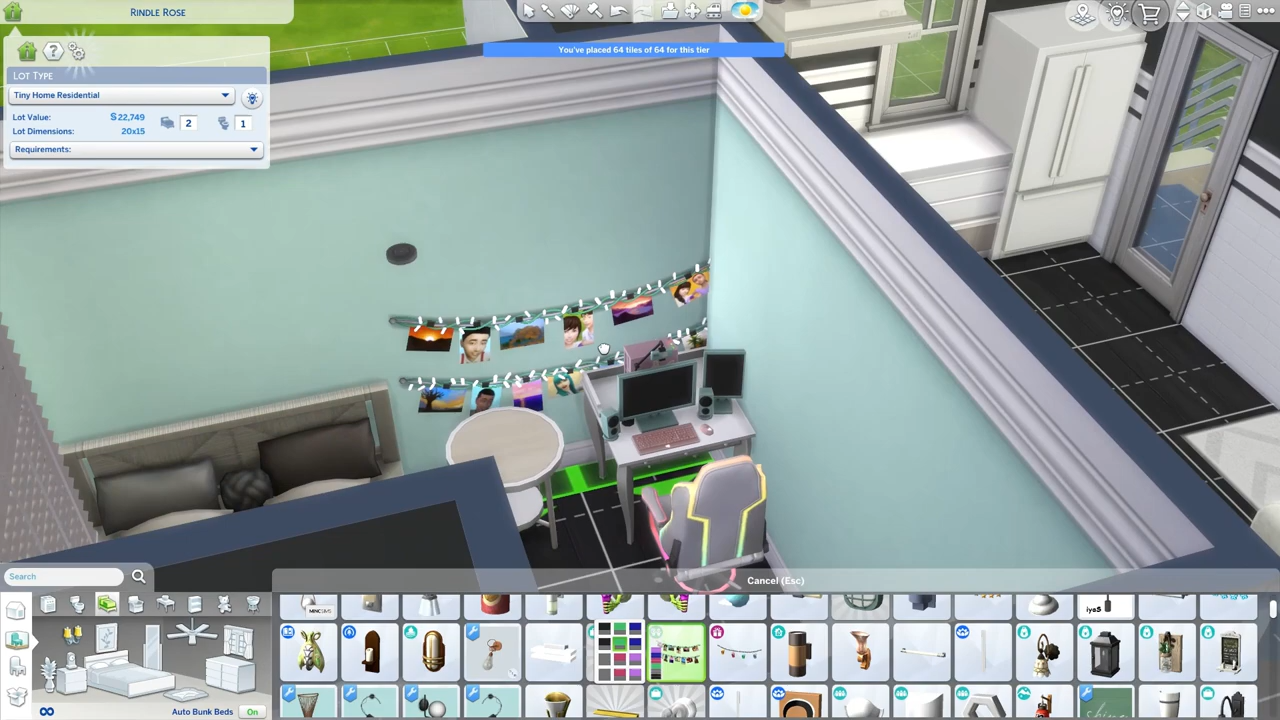 RINDLE ROSE
You've placed 64 tiles of 64 for this tier
LOT TYPE
Tiny Home Residential
Lot Value: §22,749
2
1
Lot Dimensions: 20x15
Requirements:
Search
Cancel (Esc)
Auto Bunk Beds On